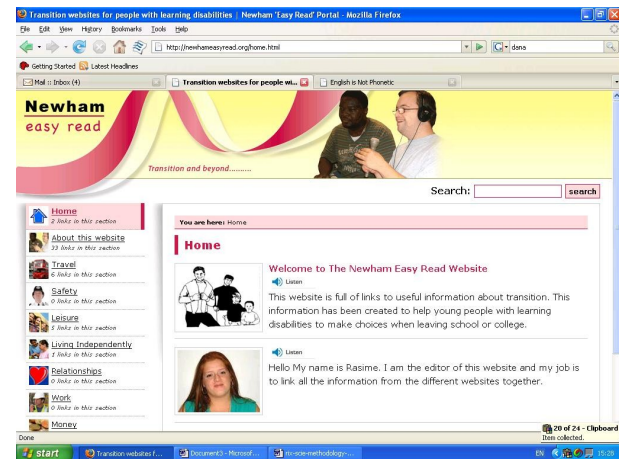 Transition websites for people with learning disabilities | Newham 'Easy Read' Portal - Mozilla Firefox
File Edit View History Bookmarks Tools Help
http://newhameasyread.org/home.html
dana
Getting Started Latest Headlines
Mail :: Inbox (4) Transition websites for people wi... English is Not Phonetic
Newham
easy read
Transition and beyond..........
Search: search
Home
2 links in this section
About this website
33 links in this section
Travel
6 links in this section
Safety
0 links in this section
Leisure
5 links in this section
Living Independently
1 links in this section
Relationships
0 links in this section
Work
0 links in this section
Money
You are here: Home
Home
Welcome to The Newham Easy Read Website
Listen
This website is full of links to useful information about transition. This
information has been created to help young people with learning
disabilities to make choices when leaving school or college.
Listen
Hello My name is Rasime. I am the editor of this website and my job is
to link all the information from the different websites together.
20 of 24 - Clipboard
Item collected.
Done
start Transition websites f... Document3 - Microsof... rix-scie-methodology-... EN 15:28